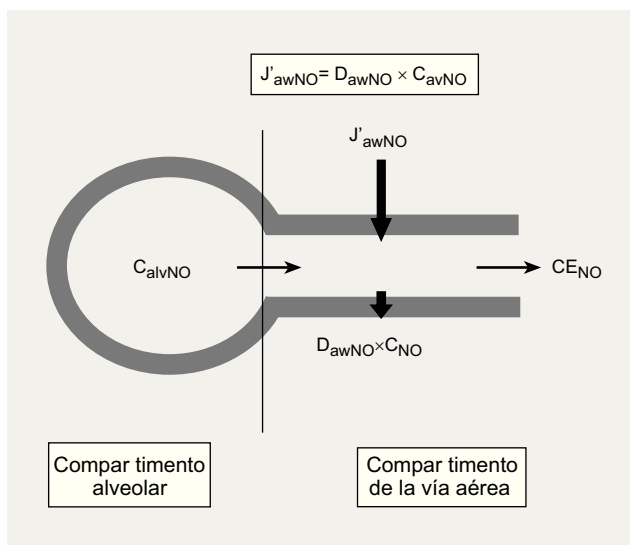 J'awNO= DawNO × CavNO
J'awNO
CalvNO
CENO
DawNO×CNO
Compar timento
alveolar
Compar timento
de la vía aérea